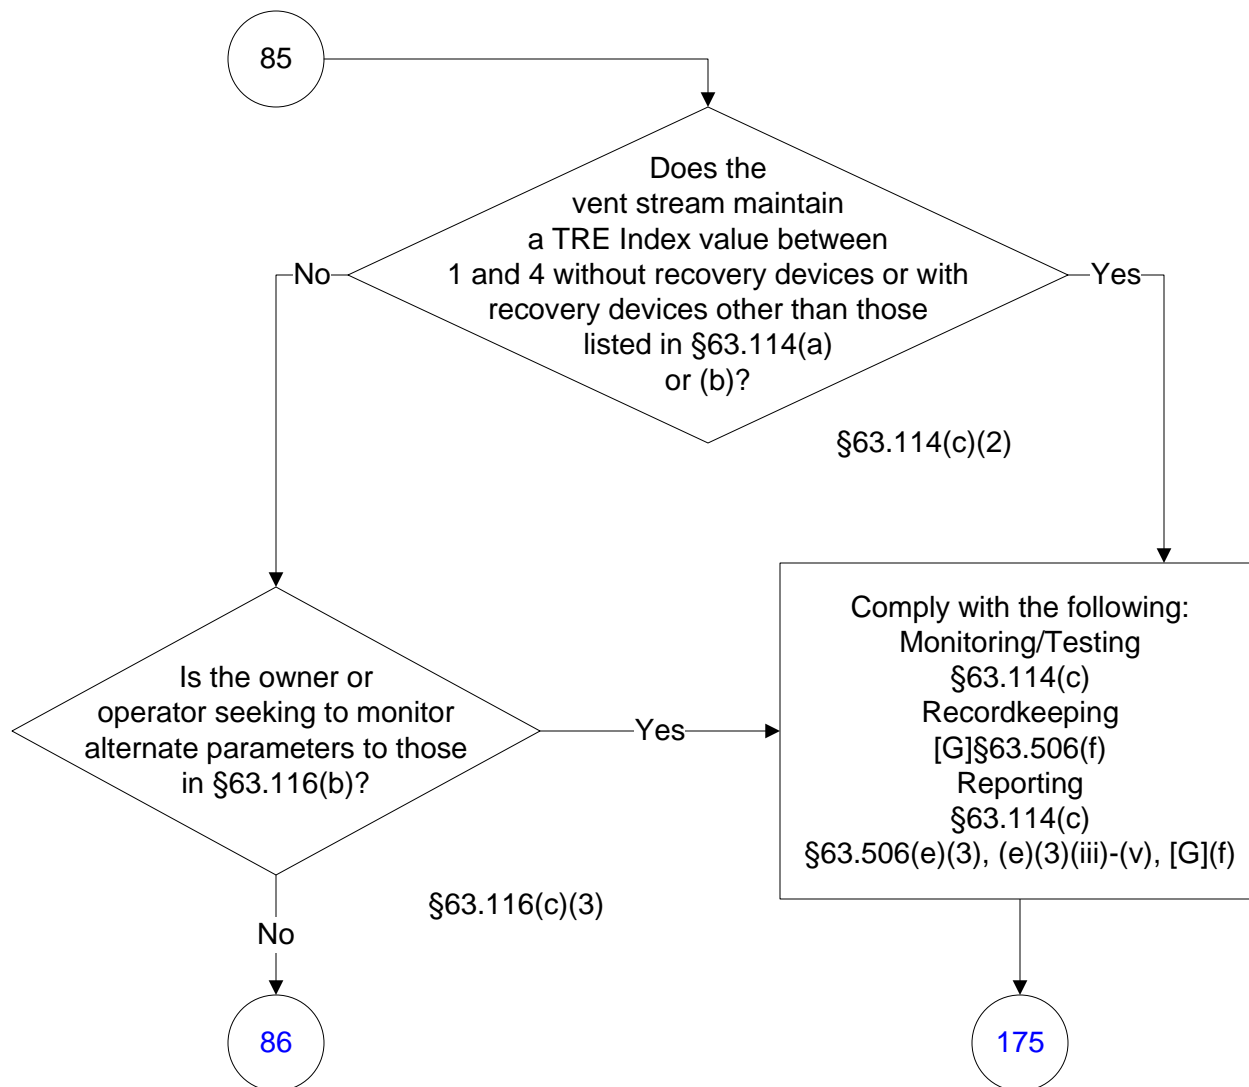 85
Does the
vent stream maintain
a TRE Index value between
1 and 4 without recovery devices or with
recovery devices other than those
listed in §63.114(a)
or (b)?
No
Yes
§63.114(c)(2)
Is the owner or
operator seeking to monitor
alternate parameters to those
in §63.116(b)?
Yes
§63.116(c)(3)
No
Comply with the following:
Monitoring/Testing
§63.114(c)
Recordkeeping
[G]§63.506(f)
Reporting
§63.114(c)
§63.506(e)(3), (e)(3)(iii)-(v), [G](f)
86
175